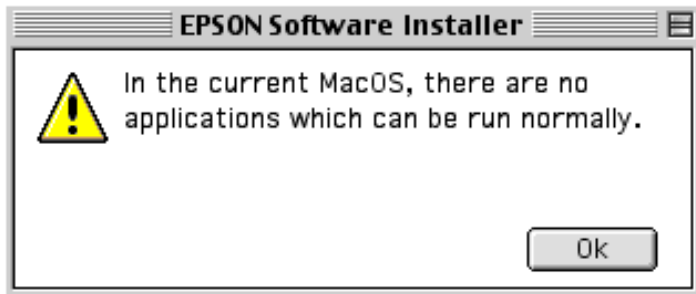 EPSON Software Installer
In the current MacOS, there are no
applications which can be run normally.
Ok